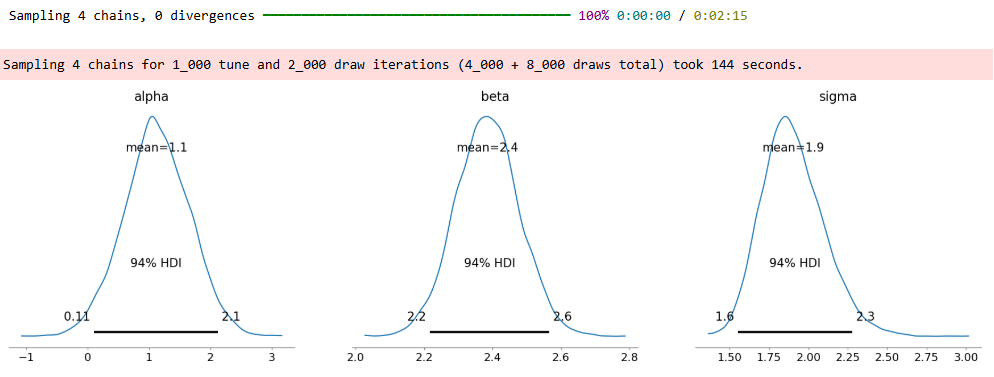 Sampling 4 chains, 0 divergences 100% 0:00:00 / 0:02:15
Sampling 4 chains for 1_000 tune and 2_000 draw iterations (4_000 + 8_000 draws total) took 144 seconds.
alpha beta sigma
mean=1.1 mean=2.4 mean=1.9
94% HDI 94% HDI 94% HDI
0.11 2.1 2.2 2.6 1.6 2.3
−1 0 1 2 3 2.0 2.2 2.4 2.6 2.8 1.50 1.75 2.00 2.25 2.50 2.75 3.00